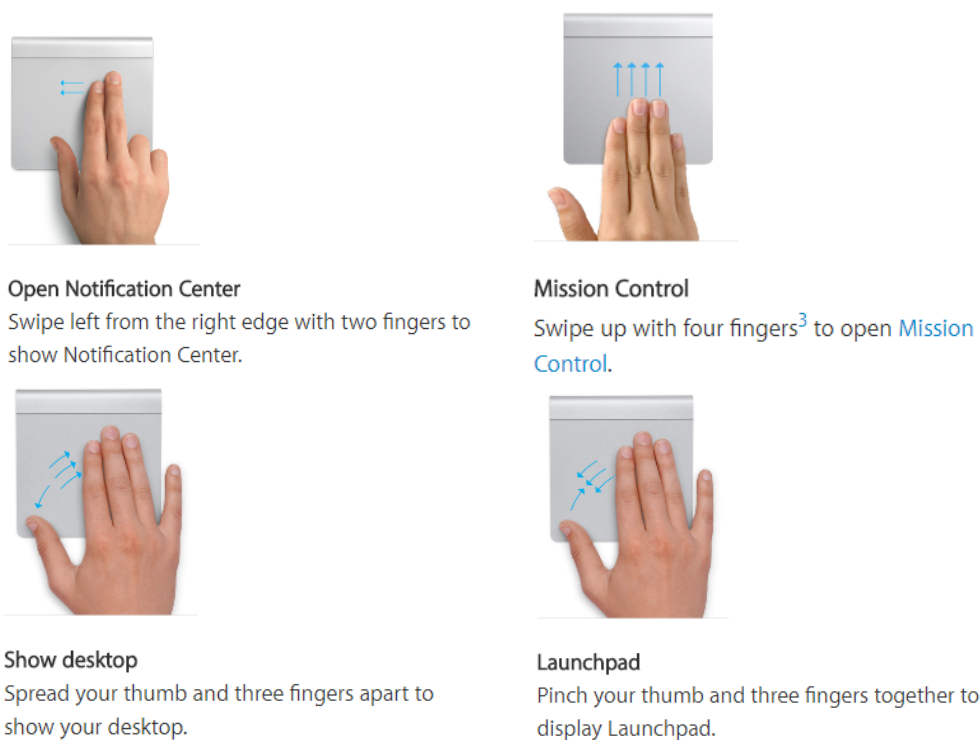 Open Notification Center
Swipe left from the right edge with two fingers to
show Notification Center.
Mission Control
Swipe up with four fingers3 to open Mission
Control.
Show desktop
Spread your thumb and three fingers apart to
show your desktop.
Launchpad
Pinch your thumb and three fingers together to
display Launchpad.